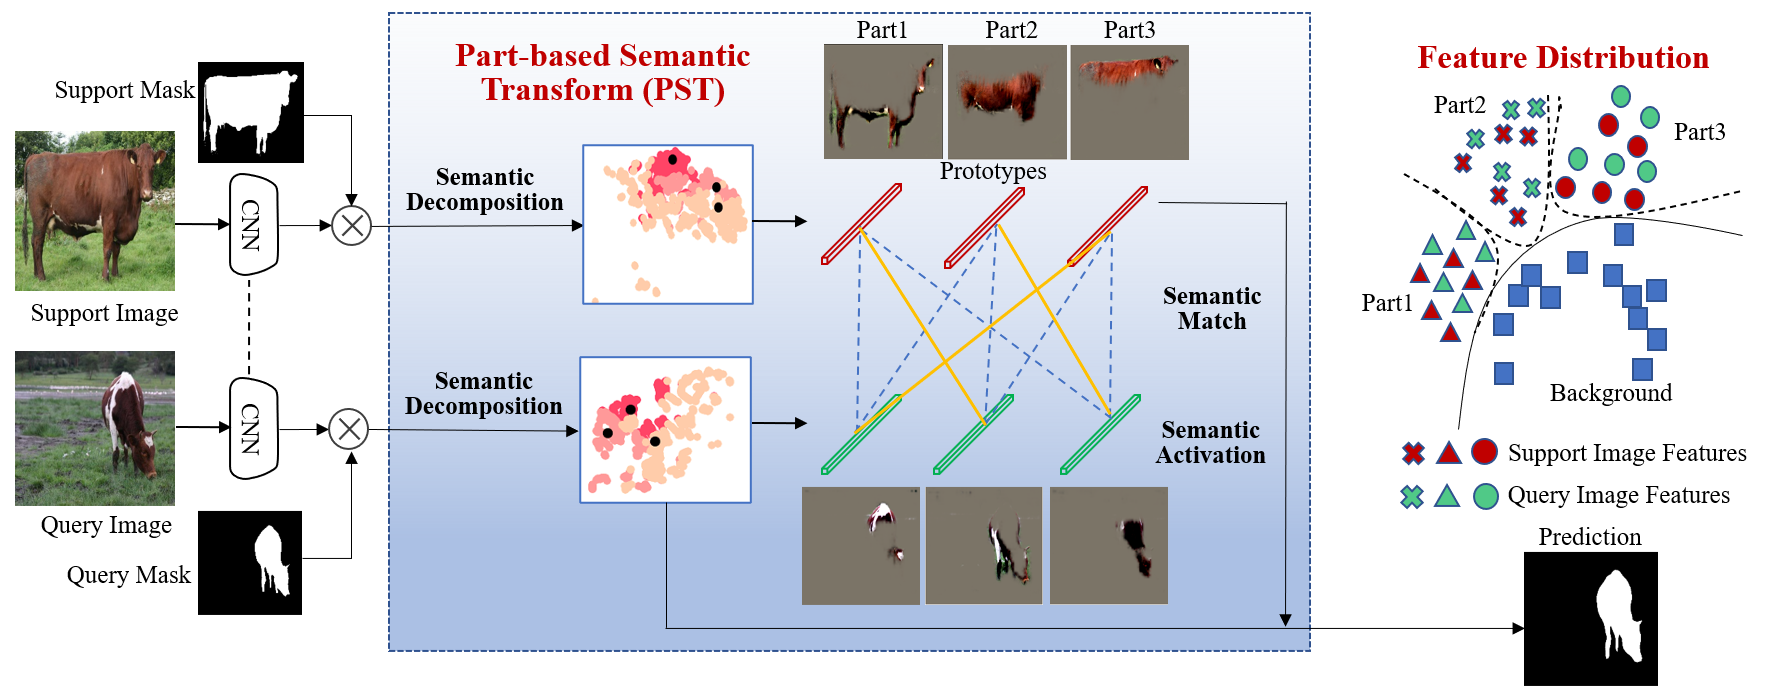 Support Mask
Support Image
CNN
CNN
Query Image
Query Mask
Part-based Semantic
Transform (PST)
Semantic
Decomposition
Semantic
Decomposition
Part1
Part2
Part3
Prototypes
Semantic
Match
Semantic
Activation
Feature Distribution
Part2
Part3
Part1
Background
Support Image Features
Query Image Features
Prediction